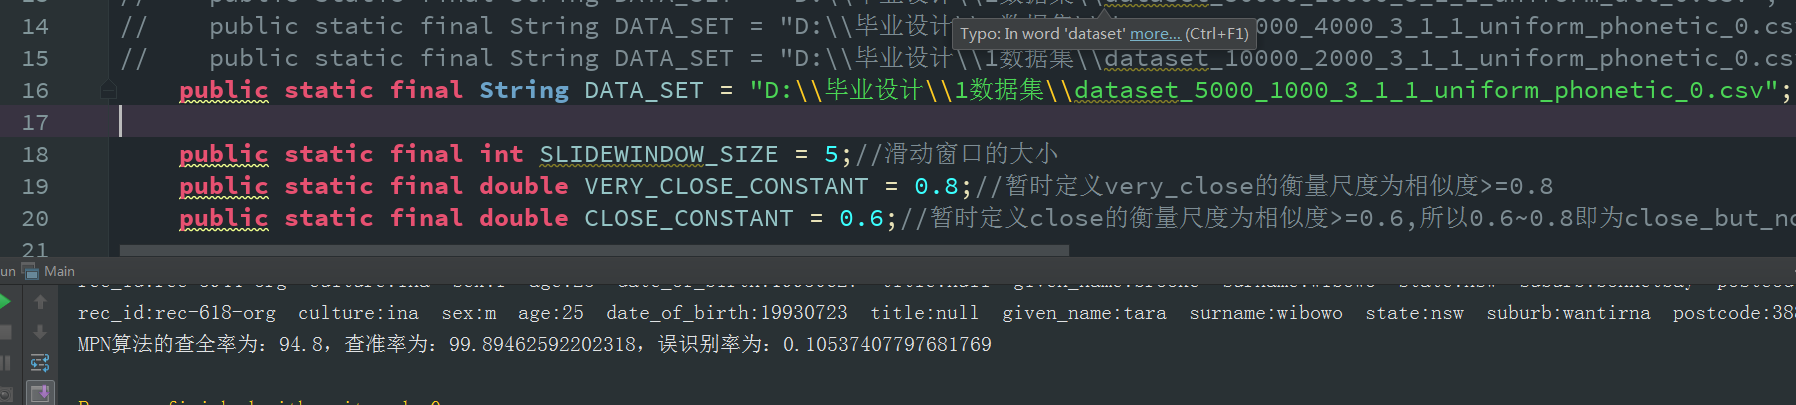 14 // public static final String DATA_SET = "D:\\毕业设计\\1数据集\\ 0000_4000_3_1_1_uniform_phonetic_0.cs
Typo: In word 'dataset' more... (Ctrl+F1)
15 // public static final String DATA_SET = "D:\\毕业设计\\1数据集\\dataset_10000_2000_3_1_1_uniform_phonetic_0.cs
16 public static final String DATA_SET = "D:\\毕业设计\\1数据集\\dataset_5000_1000_3_1_1_uniform_phonetic_0.csv";
17
18 public static final int SLIDEWINDOW_SIZE = 5;//滑动窗口的大小
19 public static final double VERY_CLOSE_CONSTANT = 0.8;//暂时定义very_close的衡量尺度为相似度>=0.8
20 public static final double CLOSE_CONSTANT = 0.6;//暂时定义close的衡量尺度为相似度>=0.6,所以0.6~0.8即为close_but_no
21
un Main
rec_id:rec-618-org culture:ina sex:m age:25 date_of_birth:19930723 title:null given_name:tara surname:wibowo state:nsw suburb:wantirna postcode:388
MPN算法的查全率为: 94.8, 查准率为: 99.89462592202318, 误识别率为: 0.10537407797681769